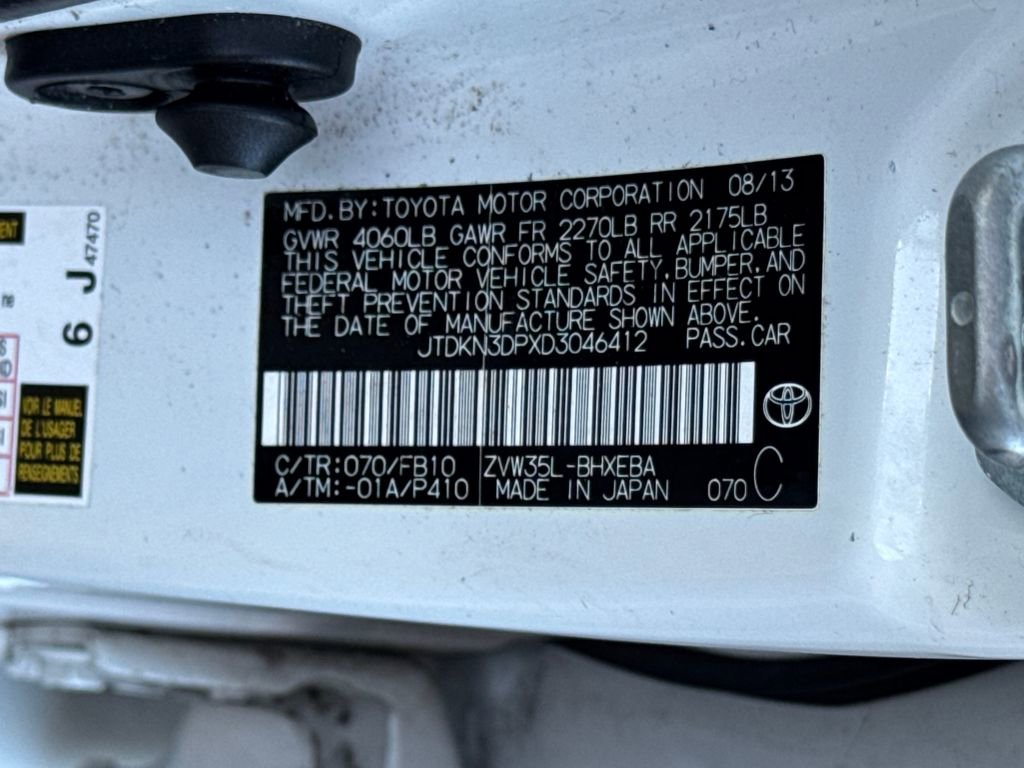 MFD. BY:TOYOTA MOTOR CORPORATION 08/13
GVWR 4060LB GAWR FR 2270LB RR 2175LB
THIS VEHICLE CONFORMS TO ALL APPLICABLE
FEDERAL MOTOR VEHICLE SAFETY,BUMPER,AND
THEFT PREVENTION STANDARDS IN EFFECT ON
THE DATE OF MANUFACTURE SHOWN ABOVE.
JTDKN3DPXD3046412 PASS.CAR
C/TR:070/FB10 ZVW35L-BHXEBA
A/TM:-01A/P410 MADE IN JAPAN 070 C
6 J 47470
VOIR LE MANUEL
DE L'USAGER
POUR PLUS DE
RENSEIGNEMENTS